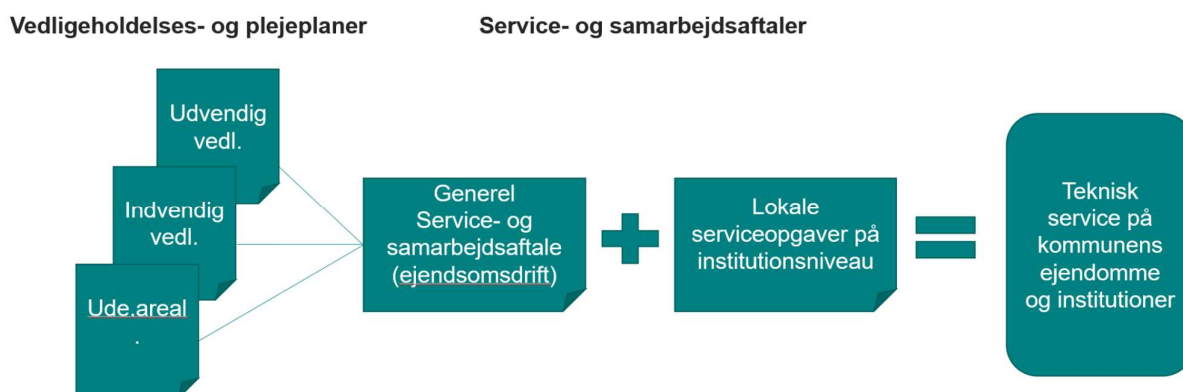 Vedligeholdelses- og plejeplaner
Service- og samarbejdsaftaler
Udvendig
vedl.
Indvendig
vedl.
Ude.areal
.
Generel
Service- og
samarbejdsaftale
(ejendsomsdrift)
Lokale
serviceopgaver på
institutionsniveau
Teknisk
service på
kommunens
ejendomme
og institutioner